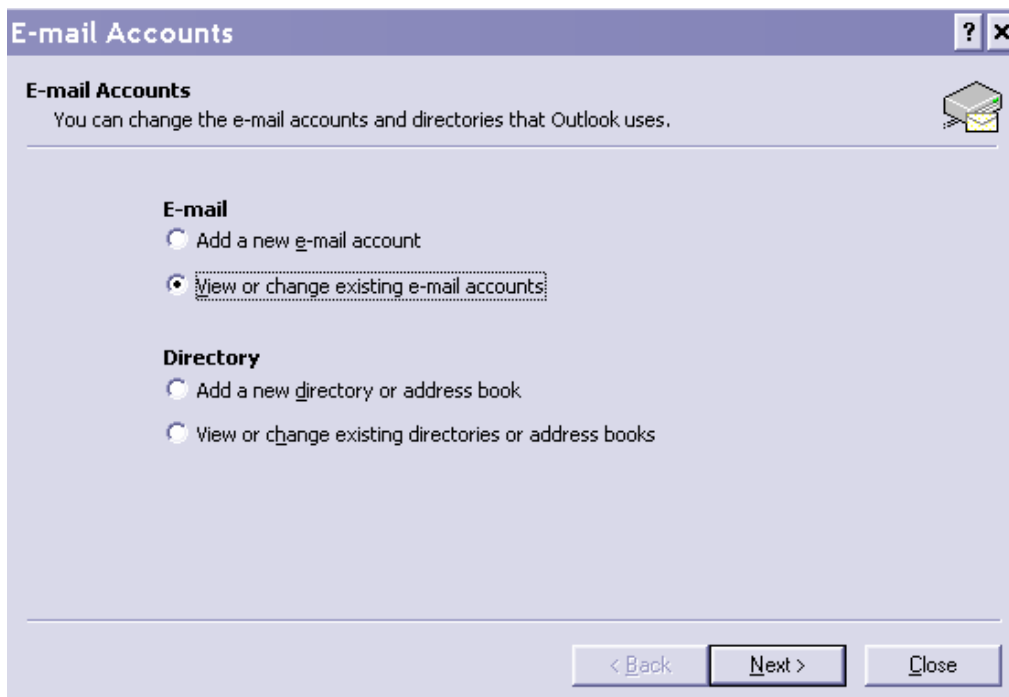 E-mail Accounts
E-mail Accounts
You can change the e-mail accounts and directories that Outlook uses.
E-mail
Add a new e-mail account
View or change existing e-mail accounts
Directory
Add a new directory or address book
View or change existing directories or address books
< Back Next > Close